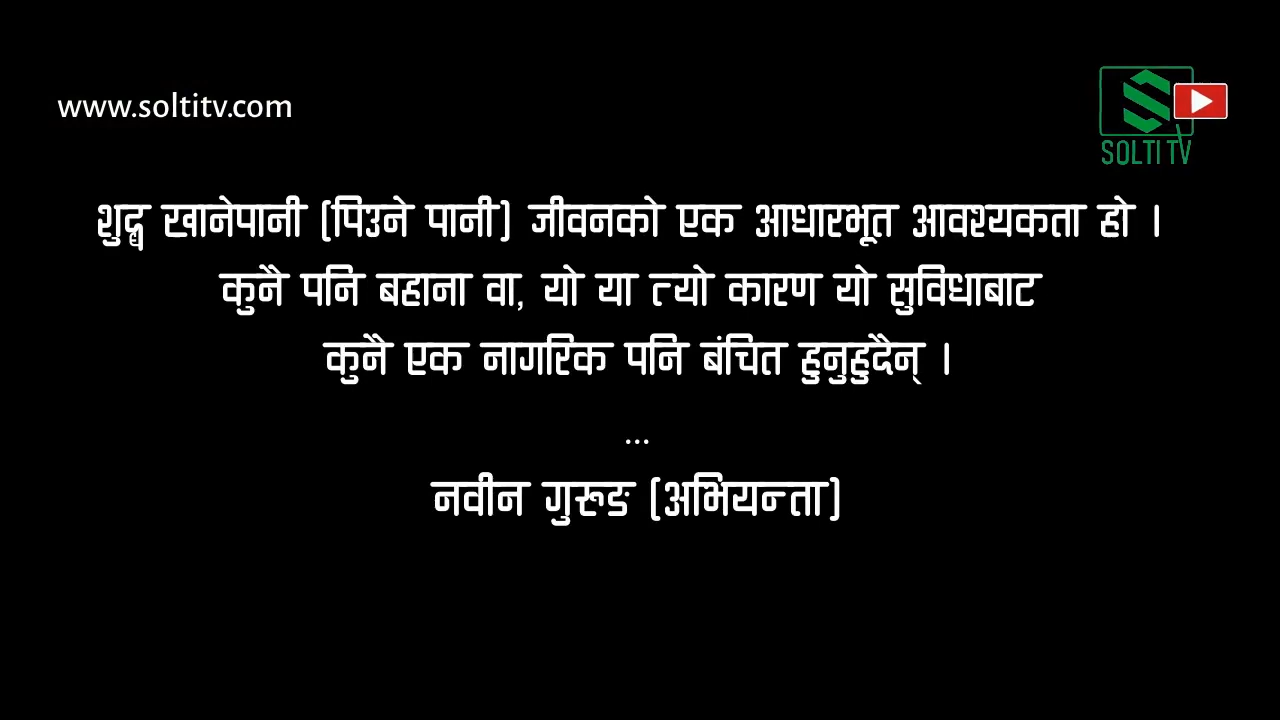 www.soltitv.com
SOLTI TV
शुद्ध खानेपानी (पिउने पानी) जीवनको एक आधारभूत आवश्यकता हो ।
कुनै पनि बहाना वा, यो या त्यो कारण यो सुविधाबाट
कुनै एक नागरिक पनि बंचित हुनुहुदैन् ।
...
नवीन गुरुङ (अभियन्ता)